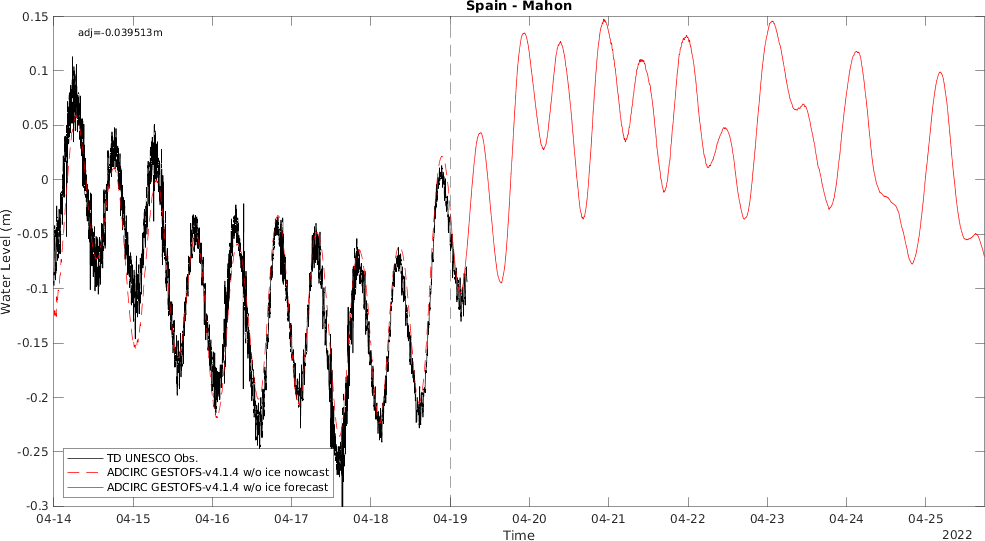 Spain - Mahon
adj=-0.039513m
0.15
0.1
0.05
0
-0.05
-0.1
-0.15
-0.2
-0.25
-0.3
Water Level (m)
TD UNESCO Obs.
ADCIRC GESTOFS-v4.1.4 w/o ice nowcast
ADCIRC GESTOFS-v4.1.4 w/o ice forecast
04-14 04-15 04-16 04-17 04-18 04-19 04-20 04-21 04-22 04-23 04-24 04-25
Time
2022